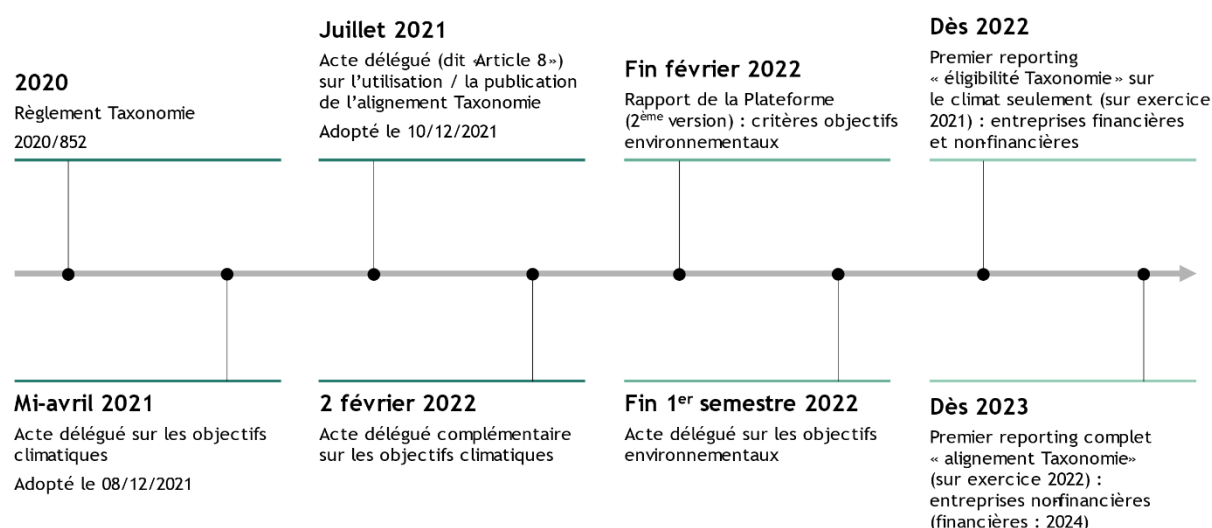 2020
Règlement Taxonomie
2020/852
Mi-avril 2021
Acte délégué sur les objectifs
climatiques
Adopté le 08/12/2021
Juillet 2021
Acte délégué (dit «Article 8»)
sur l’utilisation / la publication
de l’alignement Taxonomie
Adopté le 10/12/2021
2 février 2022
Acte délégué complémentaire
sur les objectifs climatiques
Fin février 2022
Rapport de la Plateforme
(2ème version) : critères objectifs
environnementaux
Fin 1er semestre 2022
Acte délégué sur les objectifs
environnementaux
Dès 2022
Premier reporting
« éligibilité Taxonomie » sur
le climat seulement (sur exercice
2021) : entreprises financières
et non-financières
Dès 2023
Premier reporting complet
« alignement Taxonomie»
(sur exercice 2022) :
entreprises non-financières
(financières : 2024)